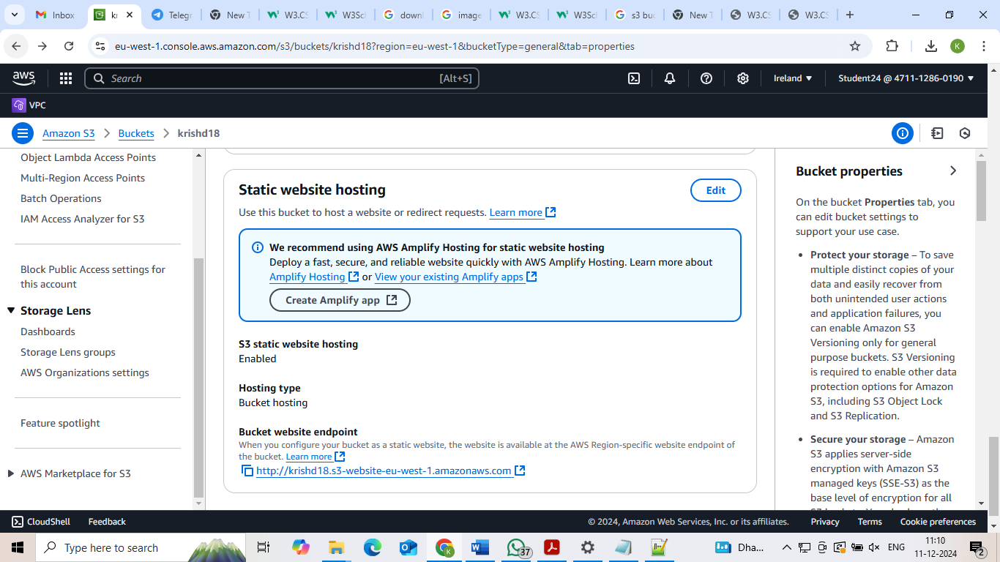 Inbox
kr
Telegr
New T
W3.CS
W3Sch
downl
image
W3.CS
W3Sch
s3 buc
New T
W3.CS
W3.CS
eu-west-1.console.aws.amazon.com/s3/buckets/krishd18?region=eu-west-1&bucketType=general&tab=properties
K
aws
Search
[Alt+S]
Ireland
Student24 @ 4711-1286-0190
VPC
Amazon S3
Buckets
krishd18
Object Lambda Access Points
Multi-Region Access Points
Batch Operations
IAM Access Analyzer for S3
Block Public Access settings for
this account
Storage Lens
Dashboards
Storage Lens groups
AWS Organizations settings
Feature spotlight
AWS Marketplace for S3
Static website hosting
Edit
Use this bucket to host a website or redirect requests. Learn more
We recommend using AWS Amplify Hosting for static website hosting
Deploy a fast, secure, and reliable website quickly with AWS Amplify Hosting. Learn more about
Amplify Hosting or View your existing Amplify apps
Create Amplify app
S3 static website hosting
Enabled
Hosting type
Bucket hosting
Bucket website endpoint
When you configure your bucket as a static website, the website is available at the AWS Region-specific website endpoint of
the bucket. Learn more
http://krishd18.s3-website-eu-west-1.amazonaws.com
Bucket properties
On the bucket Properties tab, you
can edit bucket settings to
support your use case.
• Protect your storage – To save
multiple distinct copies of your
data and easily recover from
both unintended user actions
and application failures, you
can enable Amazon S3
Versioning only for general
purpose buckets. S3 Versioning
is required to enable other data
protection options for Amazon
S3, including S3 Object Lock
and S3 Replication.
• Secure your storage – Amazon
S3 applies server-side
encryption with Amazon S3
managed keys (SSE-S3) as the
base level of encryption for all
CloudShell
Feedback
© 2024, Amazon Web Services, Inc. or its affiliates.
Privacy
Terms
Cookie preferences
Type here to search
37
Dha...
ENG
11:10
11-12-2024
2